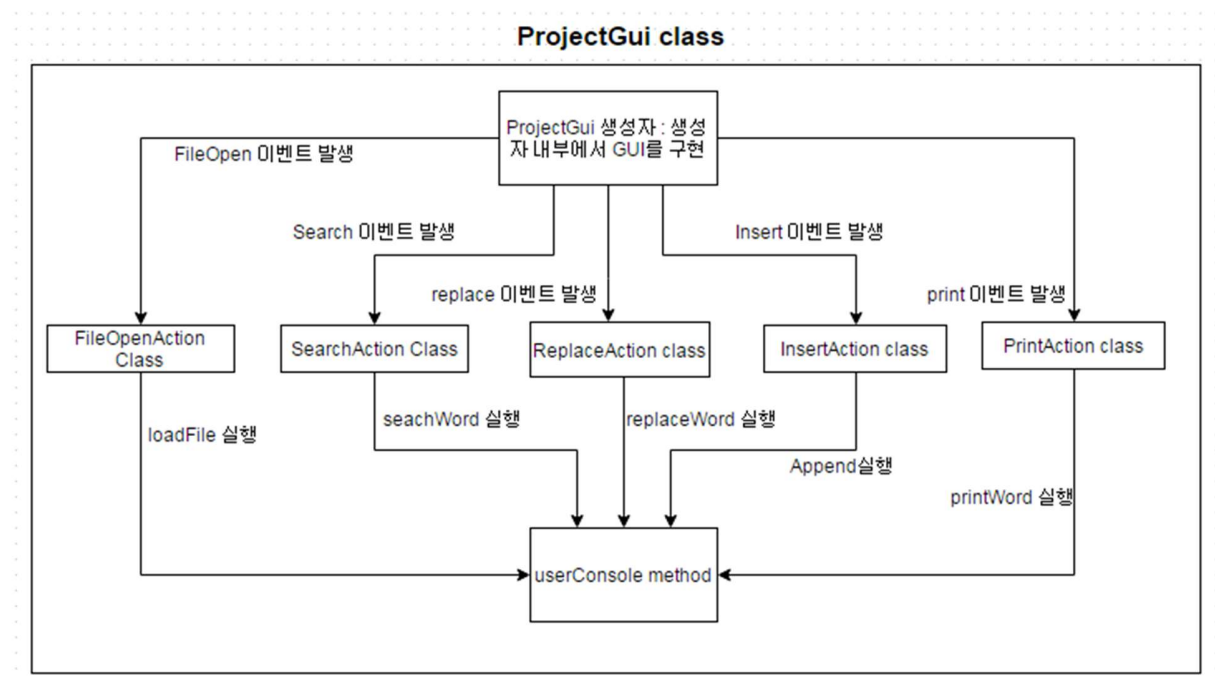 ProjectGui class
ProjectGui 생성자 : 생성
자 내부에서 GUI를 구현
FileOpen 이벤트 발생
Search 이벤트 발생
Insert 이벤트 발생
replace 이벤트 발생
print 이벤트 발생
FileOpenAction
Class
SearchAction Class
ReplaceAction class
InsertAction class
PrintAction class
loadFile 실행
seachWord 실행
replaceWord 실행
Append실행
printWord 실행
userConsole method